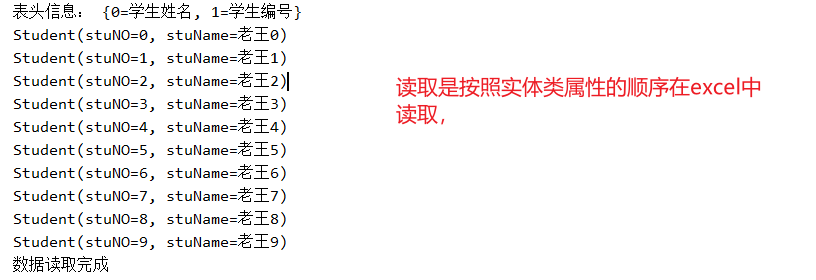 表头信息： {0=学生姓名, 1=学生编号}
Student(stuNO=0, stuName=老王0)
Student(stuNO=1, stuName=老王1)
Student(stuNO=2, stuName=老王2)
Student(stuNO=3, stuName=老王3)
Student(stuNO=4, stuName=老王4)
Student(stuNO=5, stuName=老王5)
Student(stuNO=6, stuName=老王6)
Student(stuNO=7, stuName=老王7)
Student(stuNO=8, stuName=老王8)
Student(stuNO=9, stuName=老王9)
数据读取完成
读取是按照实体类属性的顺序在excel中
读取，